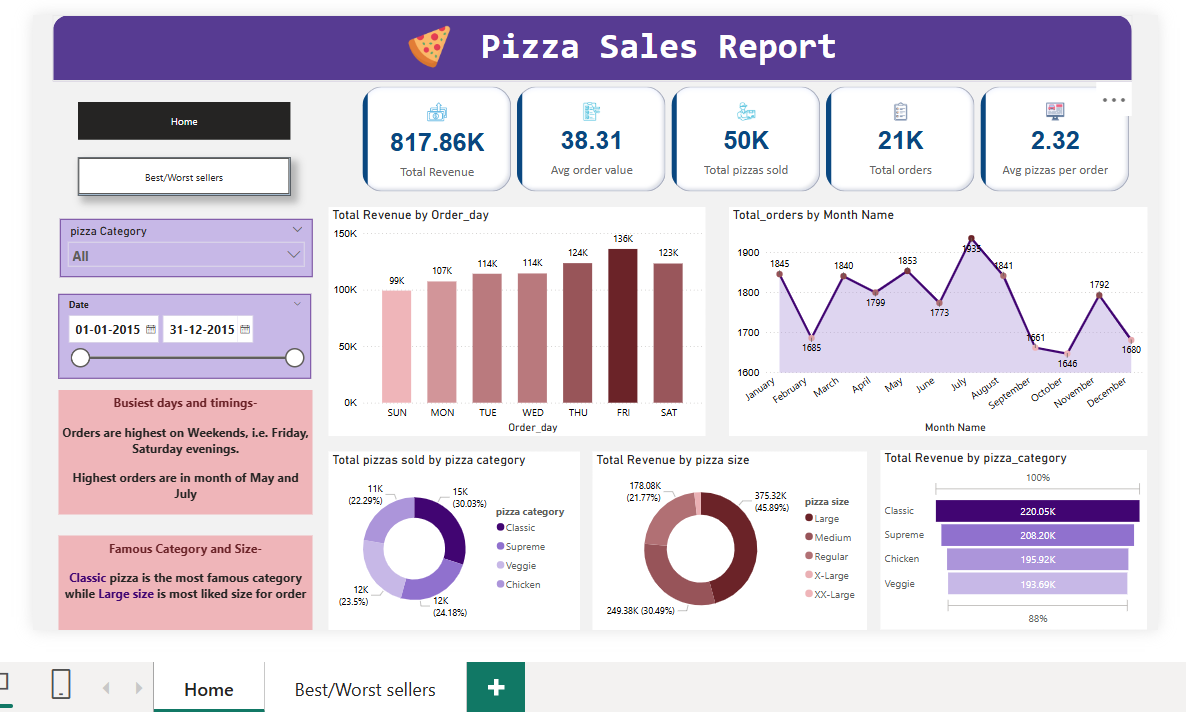 Pizza Sales Report
Home
Best/Worst sellers
817.86K
Total Revenue
38.31
Avg order value
50K
Total pizzas sold
21K
Total orders
2.32
Avg pizzas per order
pizza Category
All
Date
01-01-2015
31-12-2015
Busiest days and timings-
Orders are highest on Weekends, i.e. Friday,
Saturday evenings.
Highest orders are in month of May and
July
Famous Category and Size-
Classic pizza is the most famous category
while Large size is most liked size for order
Total Revenue by Order_day
150K
100K
50K
0K
99K
107K
114K
114K
124K
136K
123K
SUN
MON
TUE
WED
THU
FRI
SAT
Order_day
Total_orders by Month Name
1900
1800
1700
1600
1845
1685
1840
1799
1853
1773
1935
1841
1661
1646
1792
1680
January
February
March
April
May
June
July
August
September
October
November
December
Month Name
Total pizzas sold by pizza category
15K
(30.03%)
12K
(24.18%)
12K
(23.5%)
11K
(22.29%)
pizza category
Classic
Supreme
Veggie
Chicken
Total Revenue by pizza size
375.32K
(45.89%)
249.38K (30.49%)
178.08K
(21.77%)
pizza size
Large
Medium
Regular
X-Large
XX-Large
Total Revenue by pizza_category
100%
Classic
220.05K
Supreme
208.20K
Chicken
195.92K
Veggie
193.69K
88%
Home
Best/Worst sellers